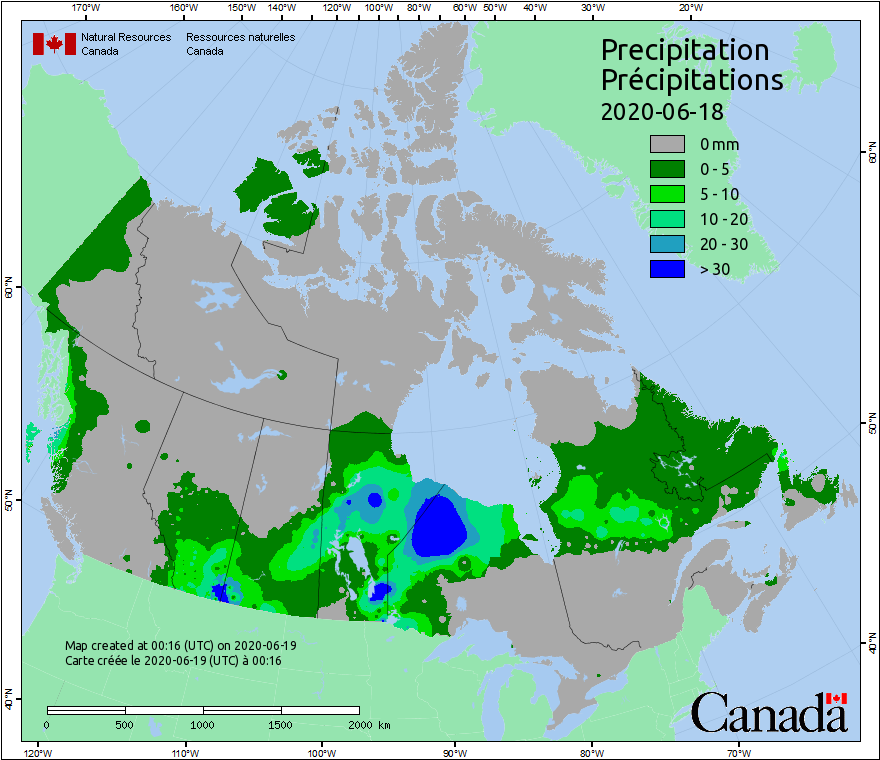 170°W 160°W 150°W 140°W 130°W 120°W 110°W 100°W 90°W 80°W 60°W 50°W 40°W 30°W 20°W
Natural Resources Ressources naturelles
Canada Canada
Precipitation
Précipitations
2020-06-18
0 mm
0 - 5
5 - 10
10 - 20
20 - 30
> 30
60°N
60°N
50°N
50°N
40°N
40°N
Map created at 00:16 (UTC) on 2020-06-19
Carte créée le 2020-06-19 (UTC) à 00:16
0 500 1000 1500 2000 km
Canada
120°W 110°W 100°W 90°W 80°W 70°W